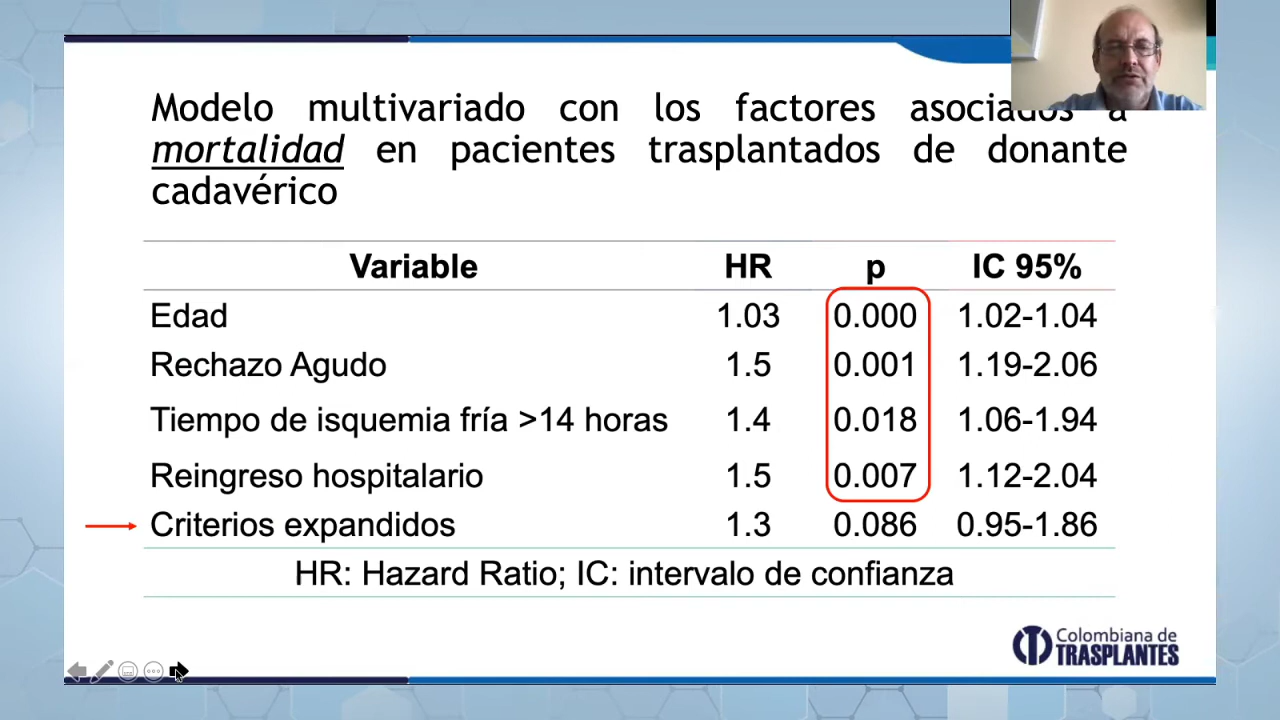 Modelo multivariado con los factores asociados a
mortalidad en pacientes trasplantados de donante
cadavérico
Variable HR p IC 95%
Edad 1.03 0.000 1.02-1.04
Rechazo Agudo 1.5 0.001 1.19-2.06
Tiempo de isquemia fría >14 horas 1.4 0.018 1.06-1.94
Reingreso hospitalario 1.5 0.007 1.12-2.04
Criterios expandidos 1.3 0.086 0.95-1.86
HR: Hazard Ratio; IC: intervalo de confianza
Colombiana de
TRASPLANTES